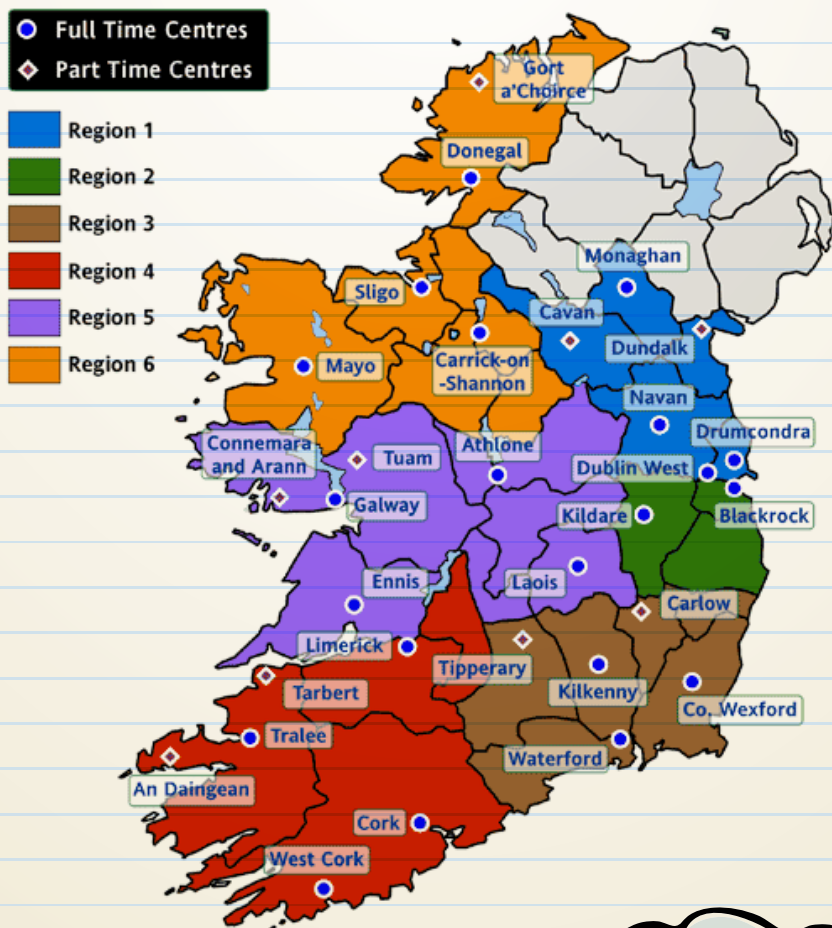 Full Time Centres
Part Time Centres
Region 1
Region 2
Region 3
Region 4
Region 5
Region 6
Gort
a'Choirce
Donegal
Monaghan
Sligo
Cavan
Dundalk
Mayo
Carrick-on
-Shannon
Navan
Drumcondra
Connemara
and Arann
Tuam
Athlone
Dublin West
Galway
Kildare
Blackrock
Ennis
Laois
Carlow
Limerick
Tipperary
Tarbert
Kilkenny
Co. Wexford
Tralee
Waterford
An Daingean
Cork
West Cork